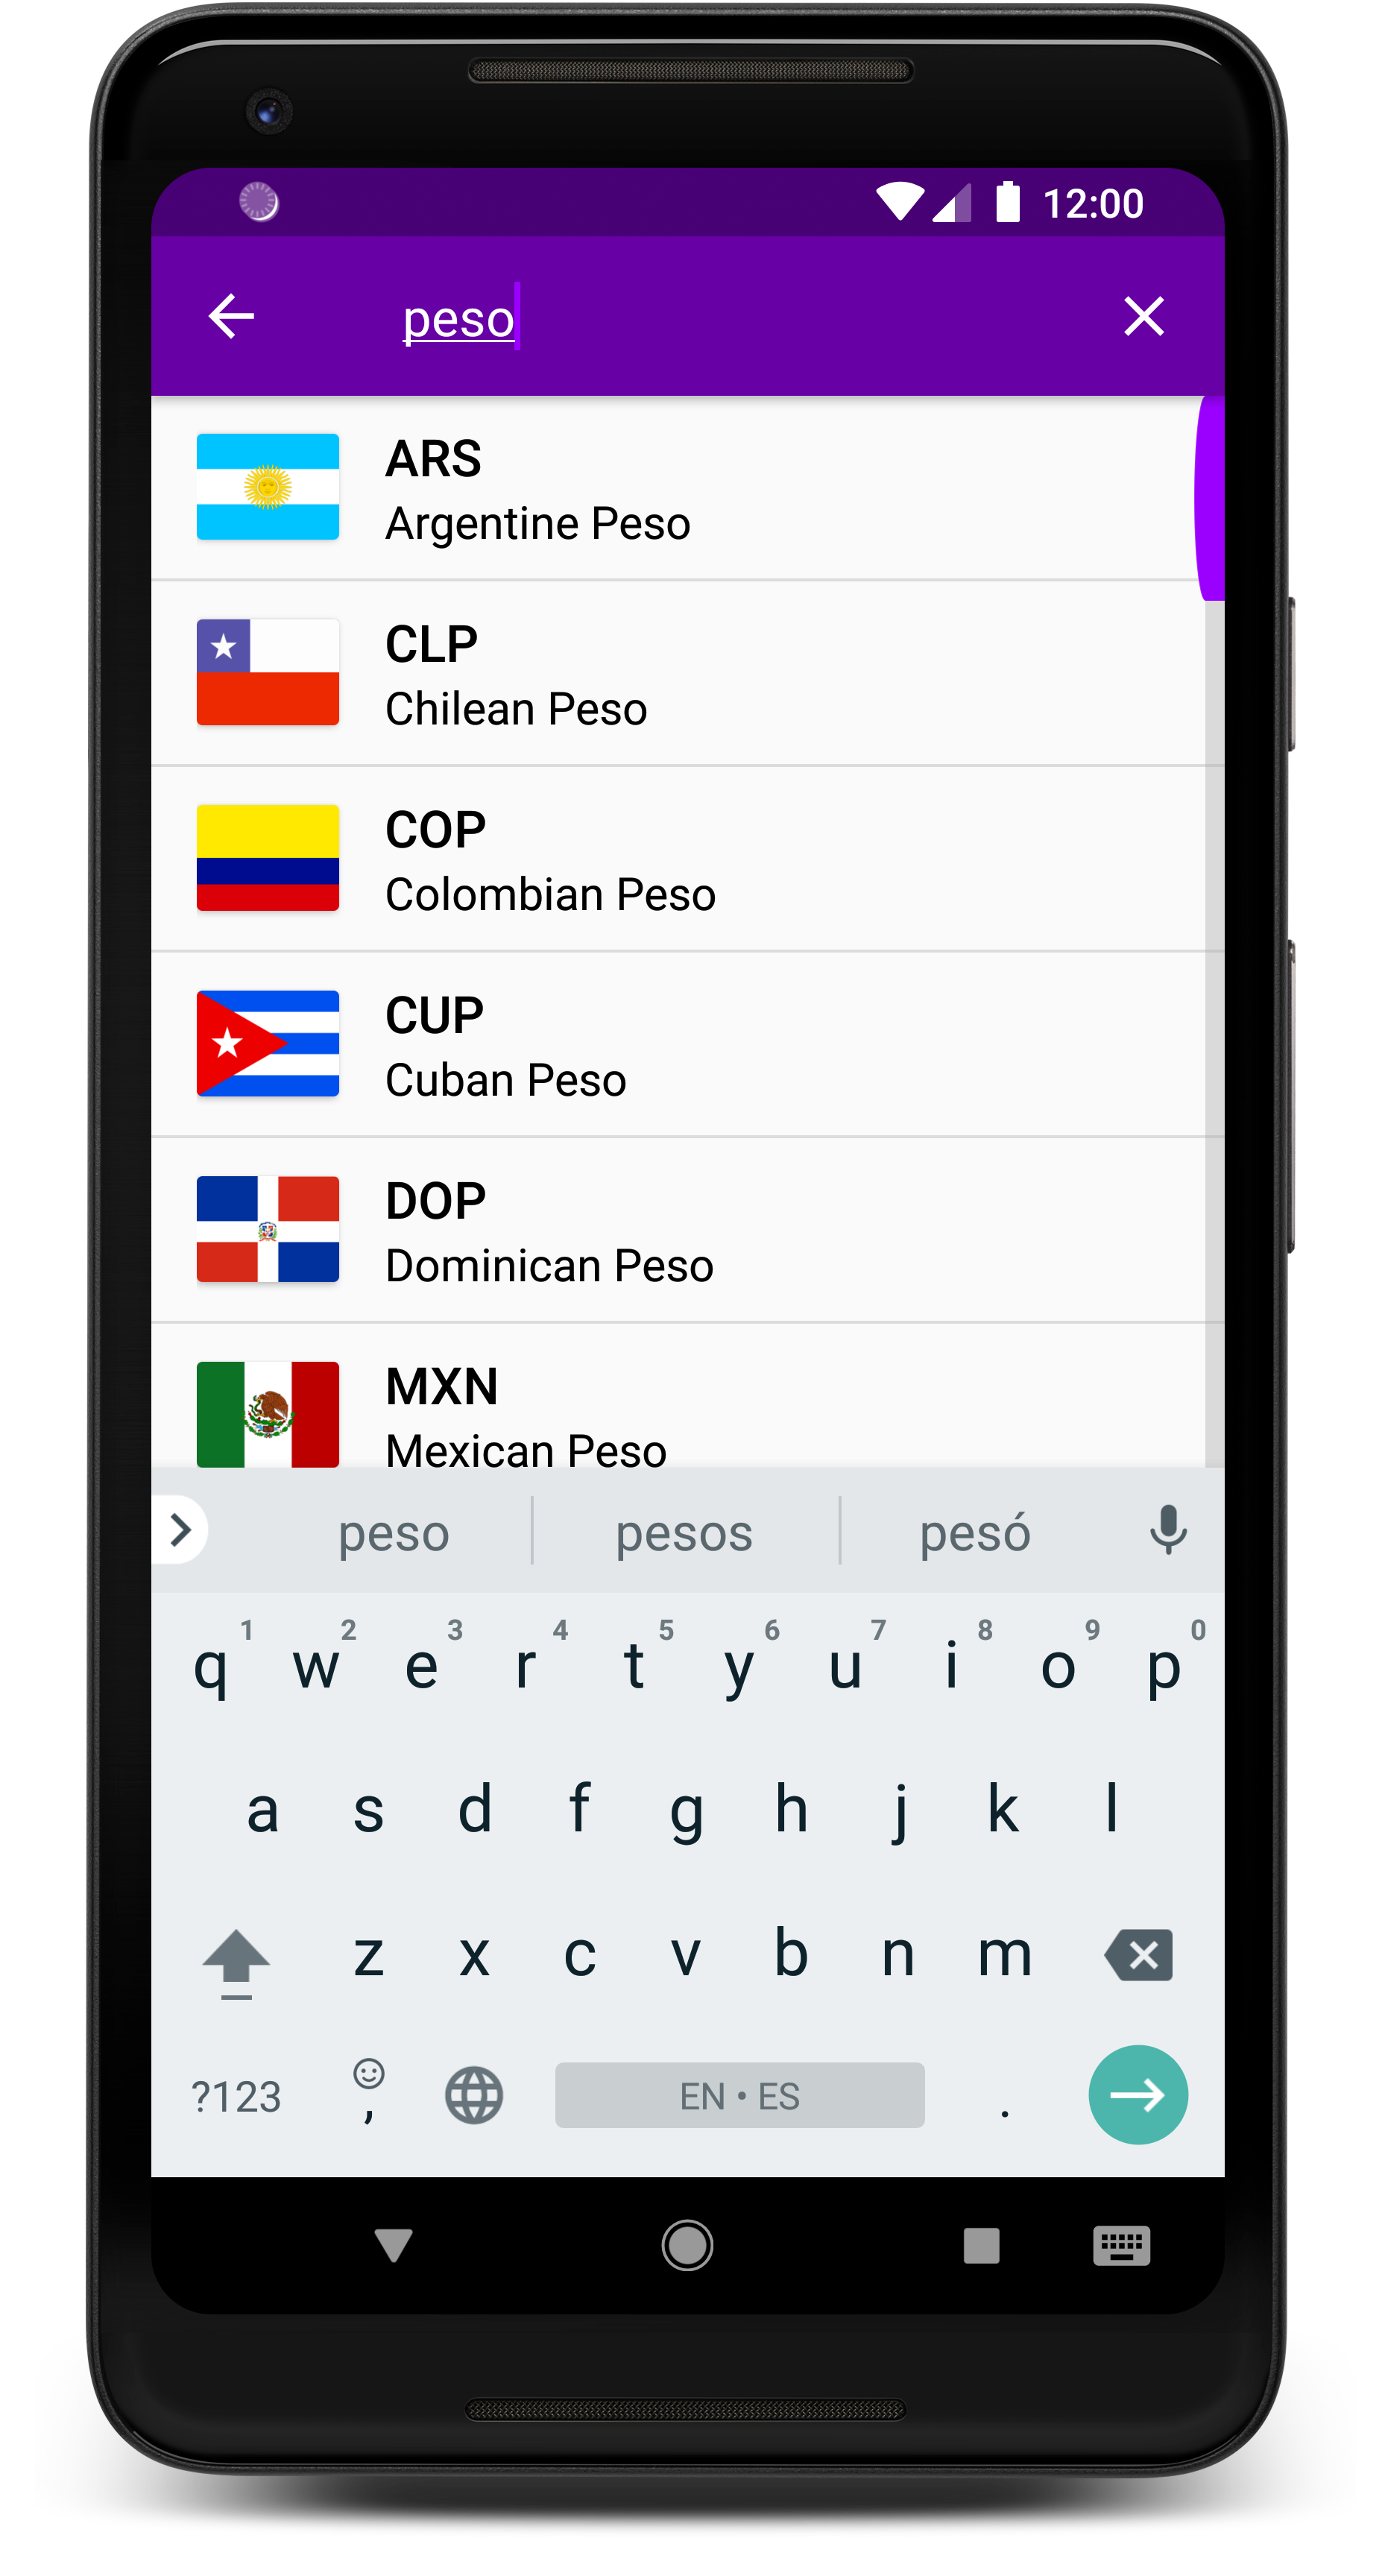 12:00
peso
ARS
Argentine Peso
CLP
Chilean Peso
COP
Colombian Peso
CUP
Cuban Peso
DOP
Dominican Peso
MXN
Mexican Peso
peso pesos pesó
1 2 3 4 5 6 7 8 9 0
q w e r t y u i o p
a s d f g h j k l
z x c v b n m
?123 , EN • ES .